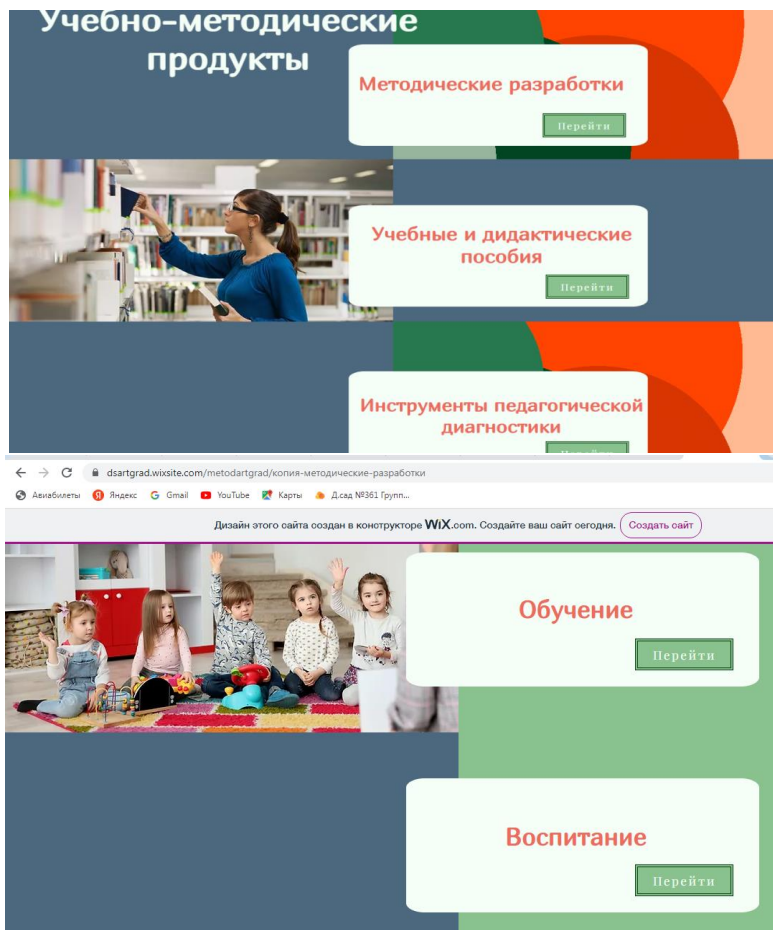 Учебно-методические
продукты
Методические разработки
Перейти
Учебные и дидактические
пособия
Перейти
Инструменты педагогической
диагностики
dsartgrad.wixsite.com/metodartgrad/копия-методические-разработки
Авиабилеты Яндекс Gmail YouTube Карты Д.сад №361 Групп...
Дизайн этого сайта создан в конструкторе WiX.com. Создайте ваш сайт сегодня. Создать сайт
Обучение
Перейти
Воспитание
Перейти